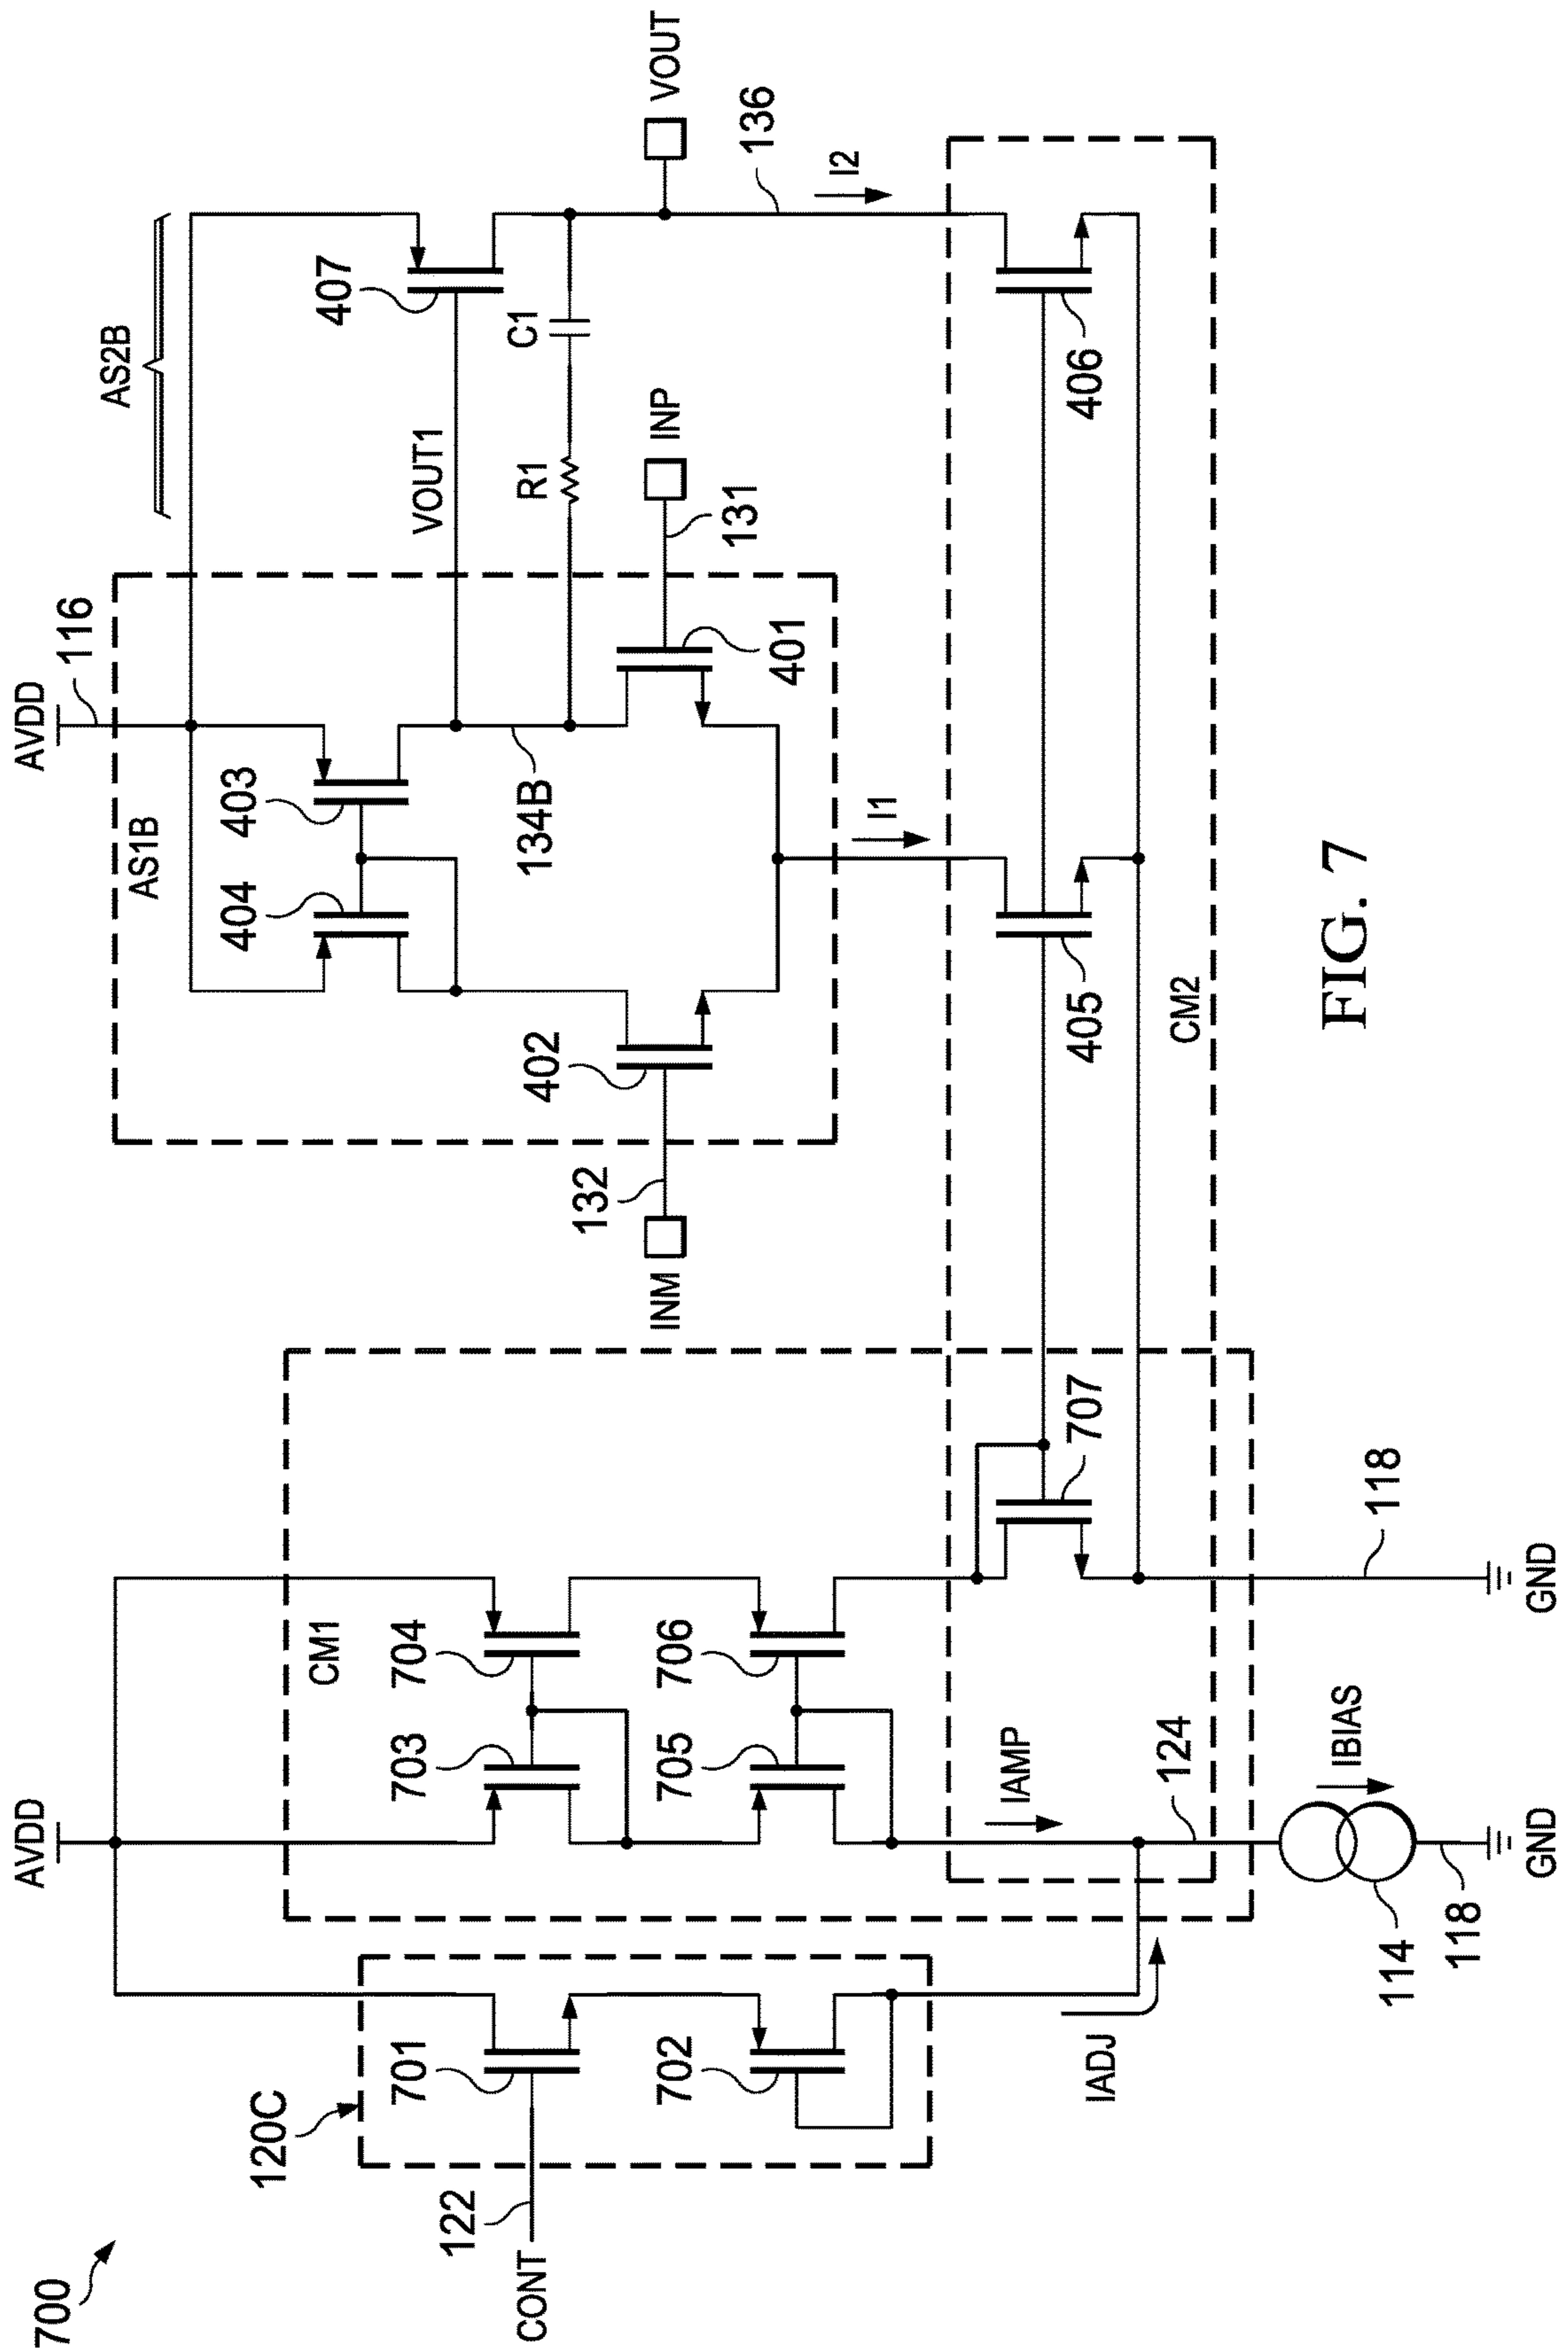 700
AVDD
AVDD
116
AS2B
120C
CM1
AS1B
404
403
407
VOUT1
122
CONT
701
703
704
132
INM
402
134B
R1
C1
702
705
706
401
INP
131
VOUT
136
IADJ
IAMP
I1
I2
124
707
405
406
CM2
114
118
IBIAS
118
GND
GND
FIG. 7